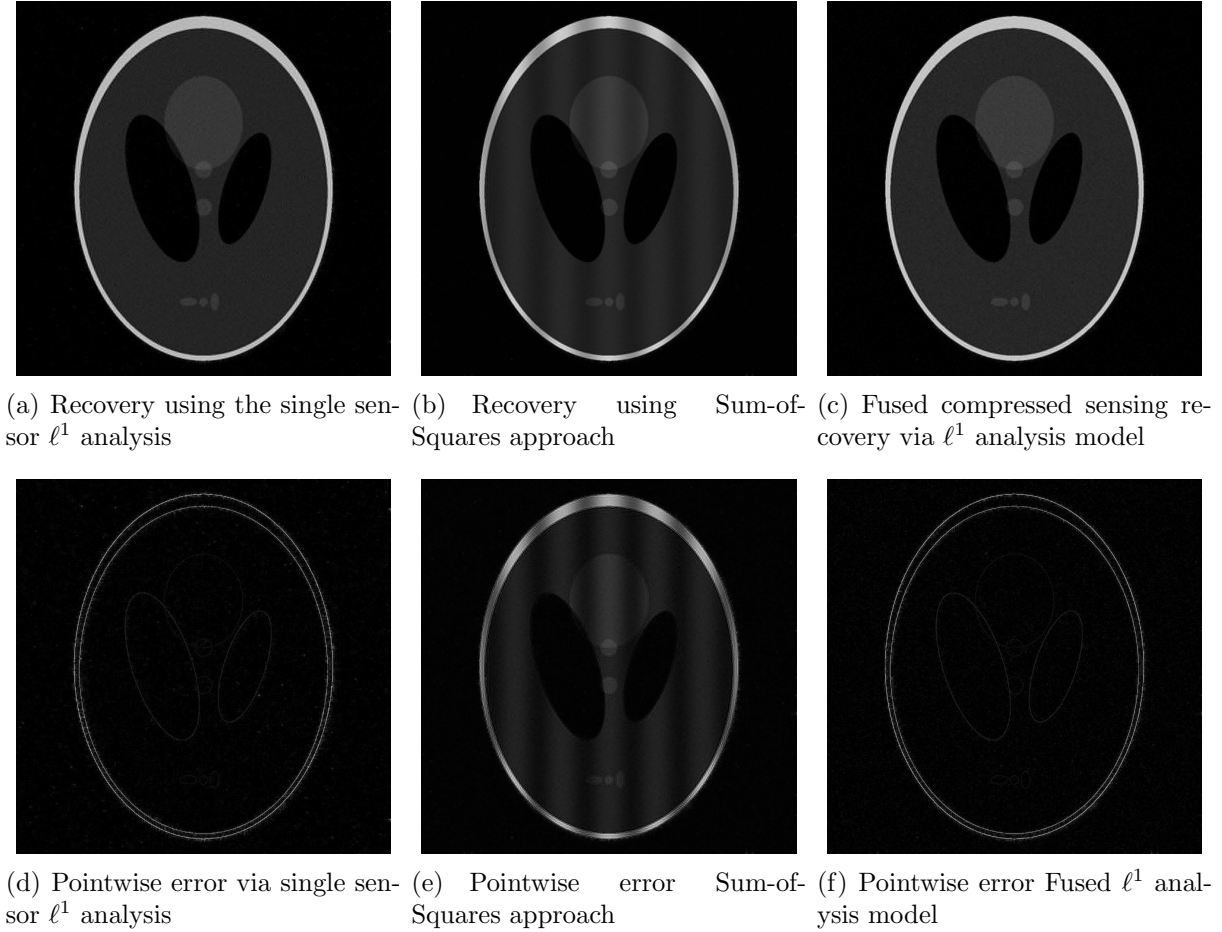 (a) Recovery using the single sen-
sor ℓ¹ analysis
(b) Recovery using Sum-of-
Squares approach
(c) Fused compressed sensing re-
covery via ℓ¹ analysis model
(d) Pointwise error via single sen-
sor ℓ¹ analysis
(e) Pointwise error Sum-of-
Squares approach
(f) Pointwise error Fused ℓ¹ anal-
ysis model